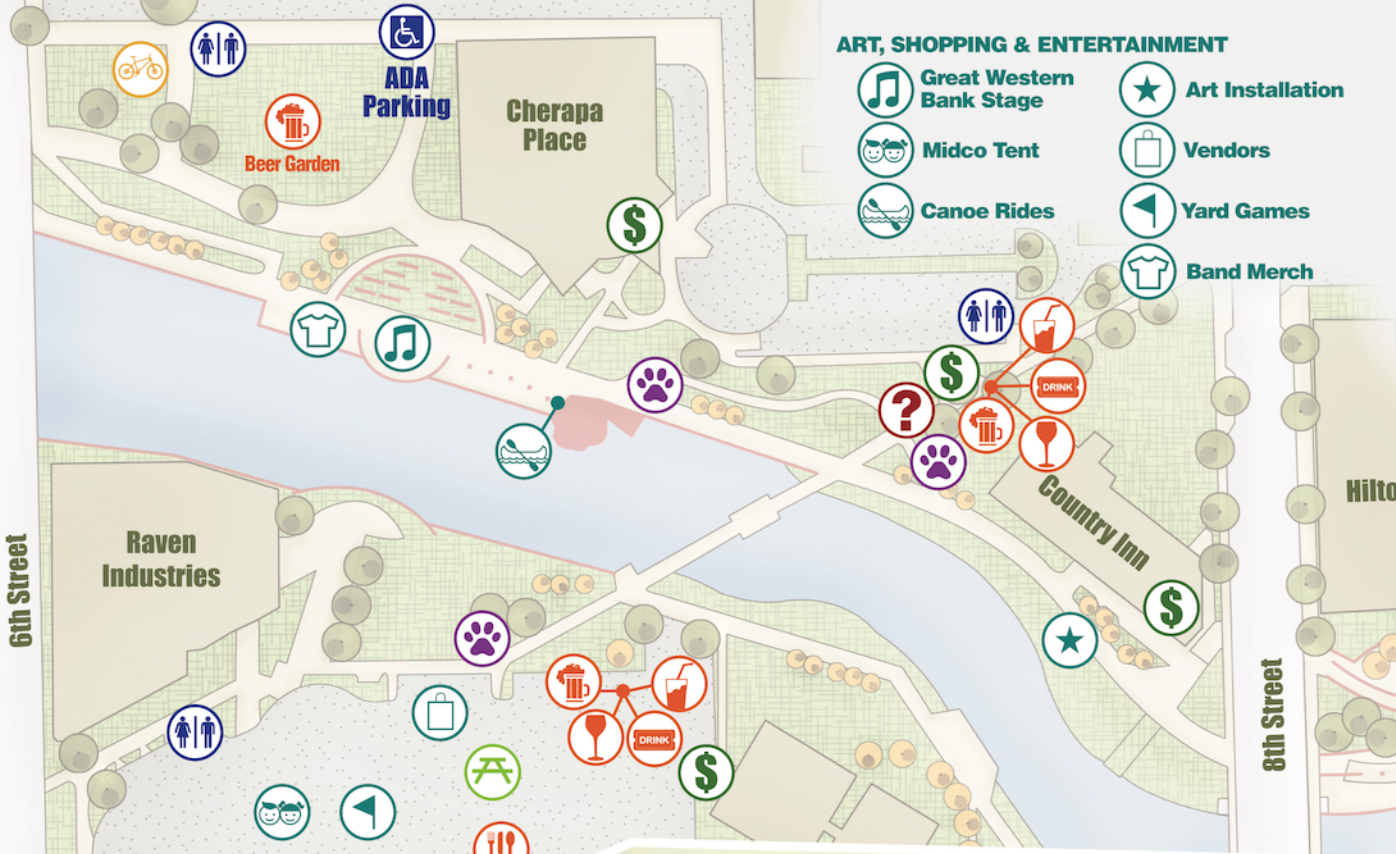 ADA
Parking
Beer Garden
Cherapa
Place
ART, SHOPPING & ENTERTAINMENT
Great Western
Bank Stage
Midco Tent
Canoe Rides
Art Installation
Vendors
Yard Games
Band Merch
$
$
?
DRINK
Country Inn
$
Hilto
6th Street
Raven
Industries
DRINK
$
8th Street